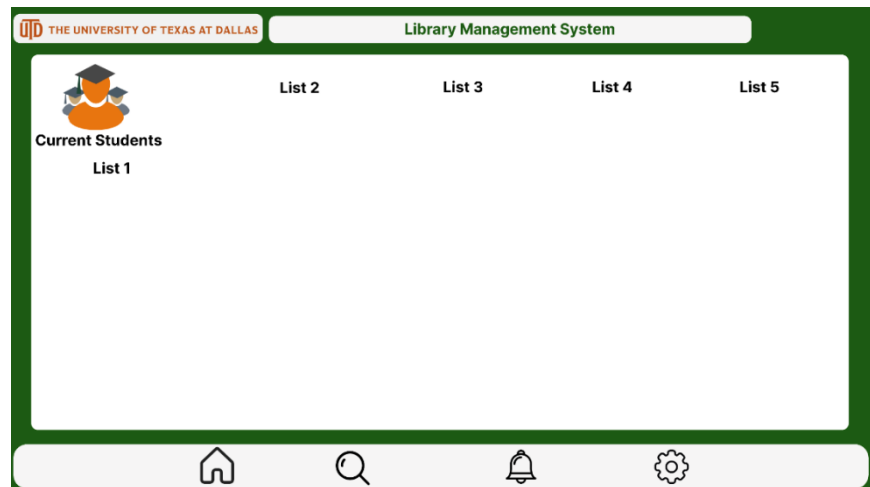 UTD THE UNIVERSITY OF TEXAS AT DALLAS
Library Management System
List 2 List 3 List 4 List 5
Current Students
List 1